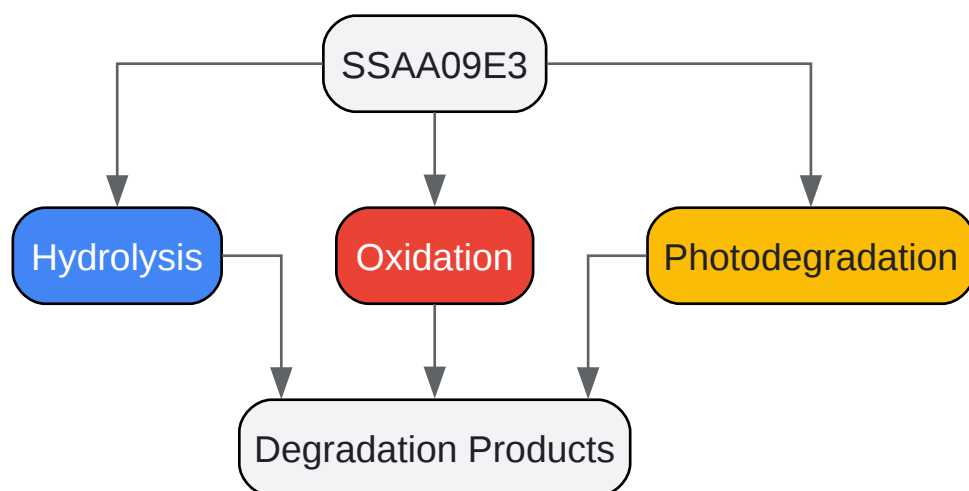 SSAA09E3
Hydrolysis
Oxidation
Photodegradation
Degradation Products